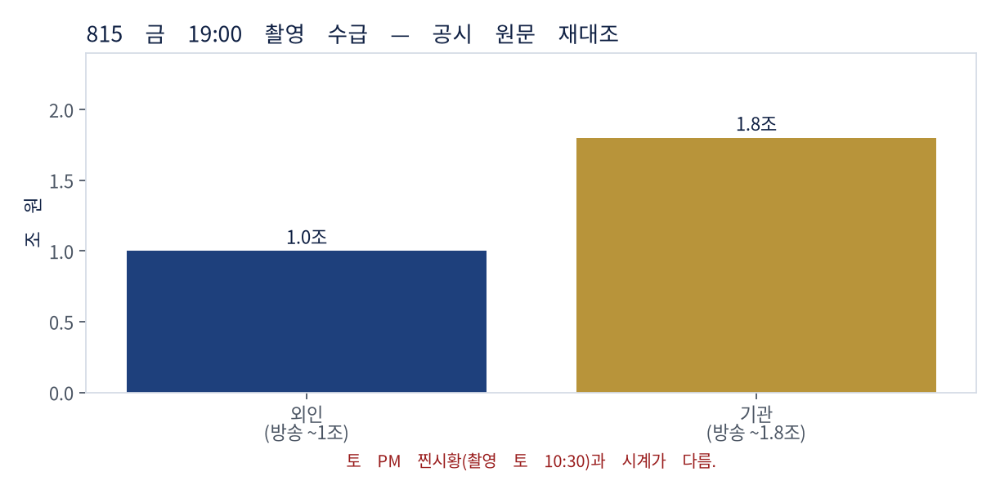 815 금 19:00 촬영 수급 — 공시 원문 재대조
조 원
2.0
1.5
1.0
0.5
0.0
1.0조
1.8조
외인
(방송 ~1조)
기관
(방송 ~1.8조)
토 PM 찐시황(촬영 토 10:30)과 시계가 다름.